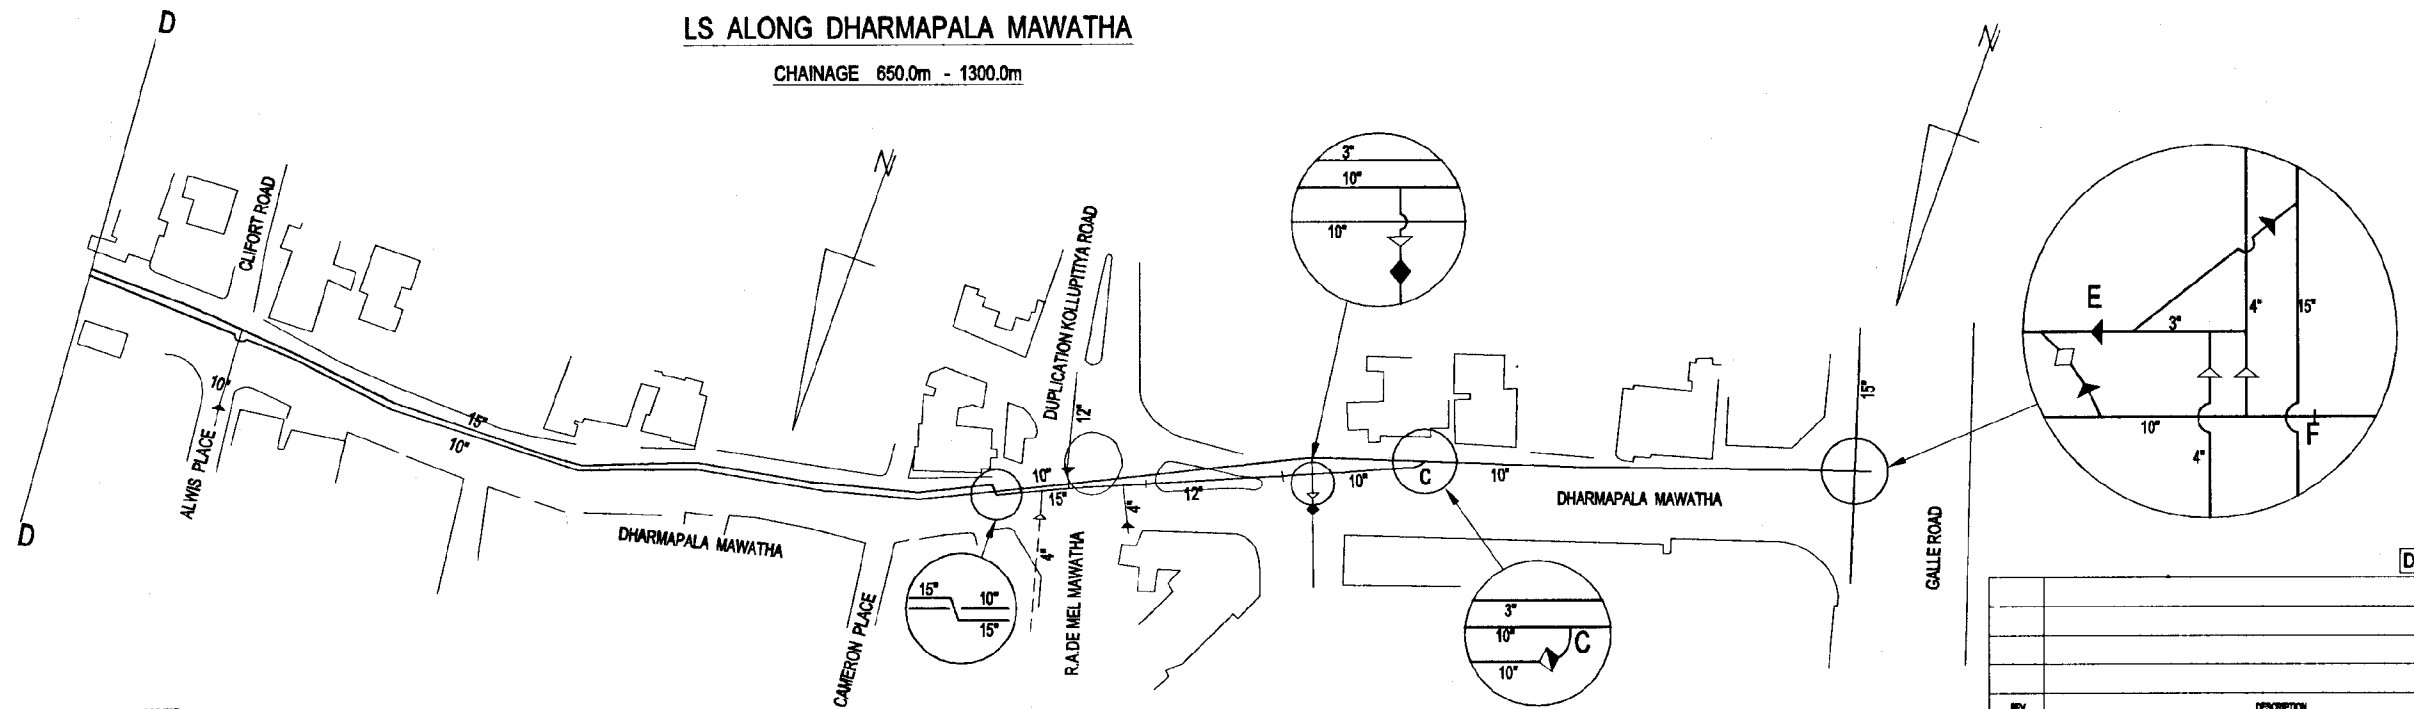 LS ALONG DHARMAPALA MAWATHA
CHAINAGE 650.0m - 1300.0m
D
D
N
N
CLIFORT ROAD
ALWIS PLACE
10"
15"
10"
DHARMAPALA MAWATHA
CAMERON PLACE
15"
10"
15"
DUPLICATION KOLLUPITIYA ROAD
12"
10"
15"
4"
4"
12"
R.A.DE MEL MAWATHA
3"
10"
10"
10"
C
10"
3"
10"
C
10"
DHARMAPALA MAWATHA
15"
GALLE ROAD
E
3"
4"
15"
10"
F
4"
D
REV
DESCRIPTION